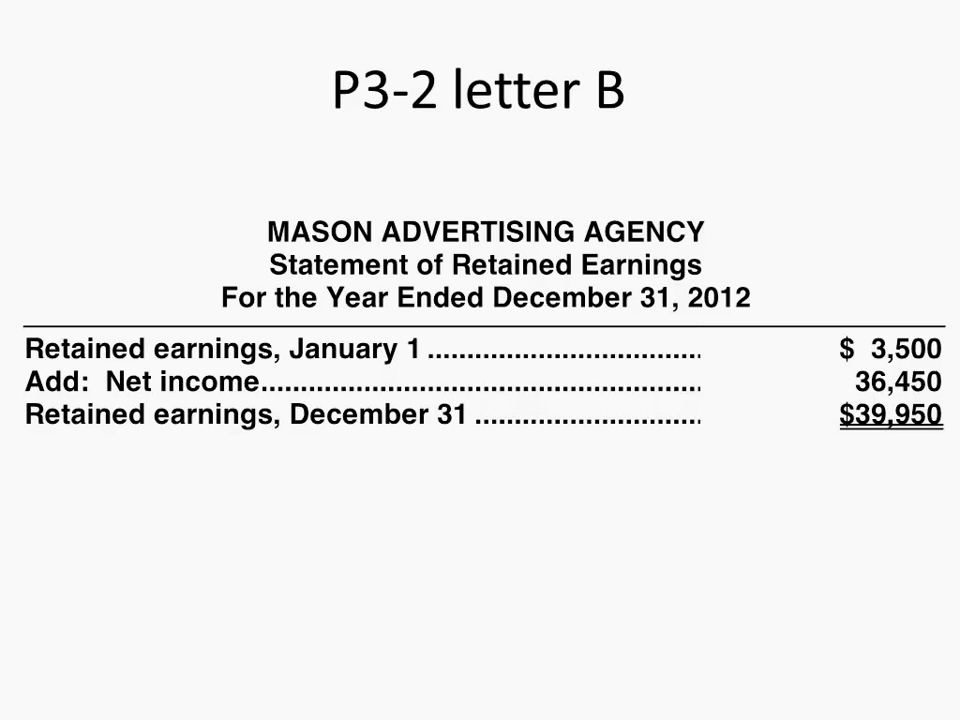 P3-2 letter B
MASON ADVERTISING AGENCY
Statement of Retained Earnings
For the Year Ended December 31, 2012
Retained earnings, January 1 .................................. $ 3,500
Add: Net income....................................................... 36,450
Retained earnings, December 31 ............................ $39,950